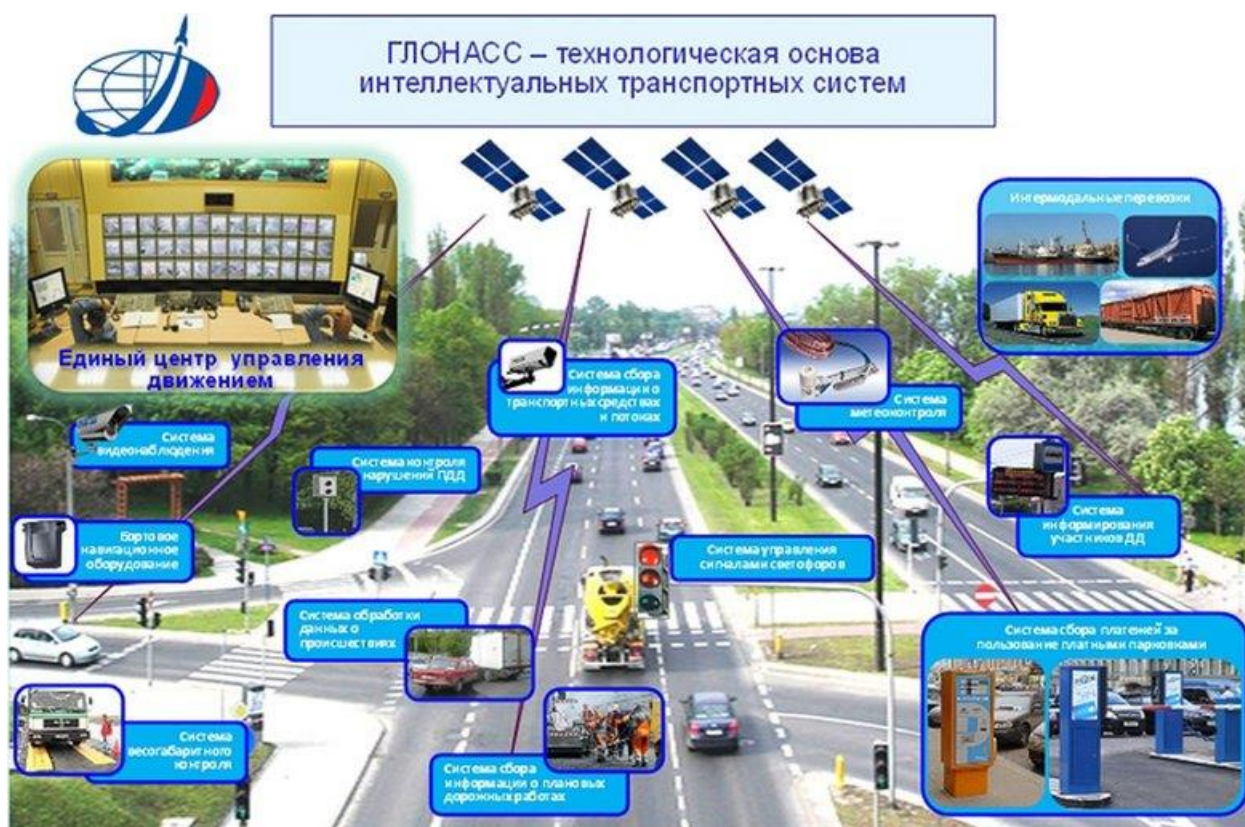 ГЛОНАСС – технологическая основа
интеллектуальных транспортных систем
Интермодальные перевозки
Единый центр управления
движением
Система сбора
информации о
транспортных средствах
и потоках
Система
метеоконтроля
Система
видеонаблюдения
Система контроля
нарушений ПДД
Система
информирования
участников ДД
Бортовое
навигационное
оборудование
Система управления
сигналами светофоров
Система обработки
данных о
происшествиях
Система сбора платежей за
пользование платными парковками
Система
весогабаритного
контроля
Система сбора
информации о плановых
дорожных работах